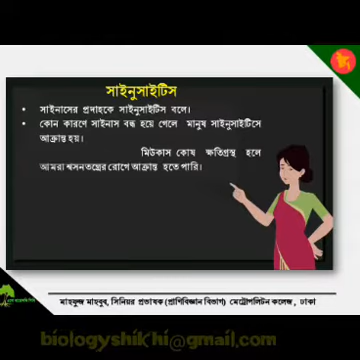 সাইনুসাইটিস
• সাইনাসের প্রদাহকে সাইনুসাইটিস বলে।
• কোন কারণে সাইনাস বন্ধ হয়ে গেলে মানুষ সাইনুসাইটিসে
আক্রান্ত হয়।
মিউকাস কোষ ক্ষতিগ্রস্থ হলে
আমরা শ্বসনতন্ত্রের রোগে আক্রান্ত হতে পারি।
মাহফুজ মাহবুব, সিনিয়র প্রভাষক (প্রাণিবিজ্ঞান বিভাগ) মেট্রোপলিটন কলেজ, ঢাকা
biologyshikhi@gmail.com